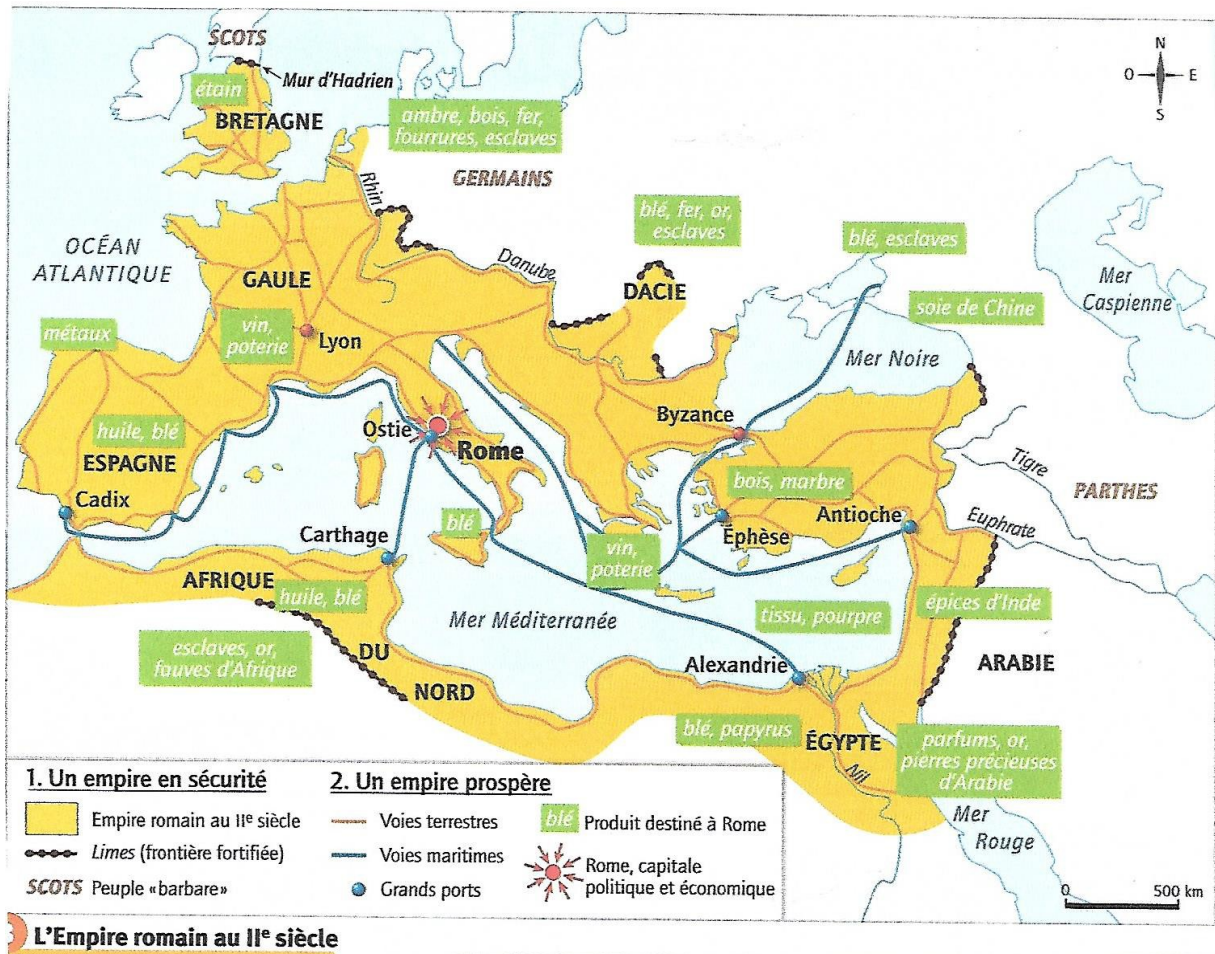 SCOTS
Mur d'Hadrien
étain
BRETAGNE
ambre, bois, fer,
fourrures, esclaves
GERMAINS
Rhin
N
O
E
S
OCÉAN
ATLANTIQUE
GAULE
vin,
poterie
Lyon
Danube
blé, fer, or,
esclaves
DACIE
blé, esclaves
soie de Chine
Mer
Caspienne
Mer Noire
métaux
huile, blé
ESPAGNE
Cadix
Ostie
Rome
Byzance
bois, marbre
Éphèse
Antioche
Tigre
PARTHES
Euphrate
Carthage
blé
vin,
poterie
AFRIQUE
huile, blé
DU
NORD
esclaves, or,
fauves d'Afrique
Mer Méditerranée
tissu, pourpre
épices d'Inde
Alexandrie
ARABIE
blé, papyrus
ÉGYPTE
Nil
parfums, or,
pierres précieuses
d'Arabie
Mer
Rouge
1. Un empire en sécurité
Empire romain au IIe siècle
Limes (frontière fortifiée)
SCOTS Peuple «barbare»
2. Un empire prospère
Voies terrestres
Voies maritimes
Grands ports
blé Produit destiné à Rome
Rome, capitale
politique et économique
0 500 km
L'Empire romain au IIe siècle